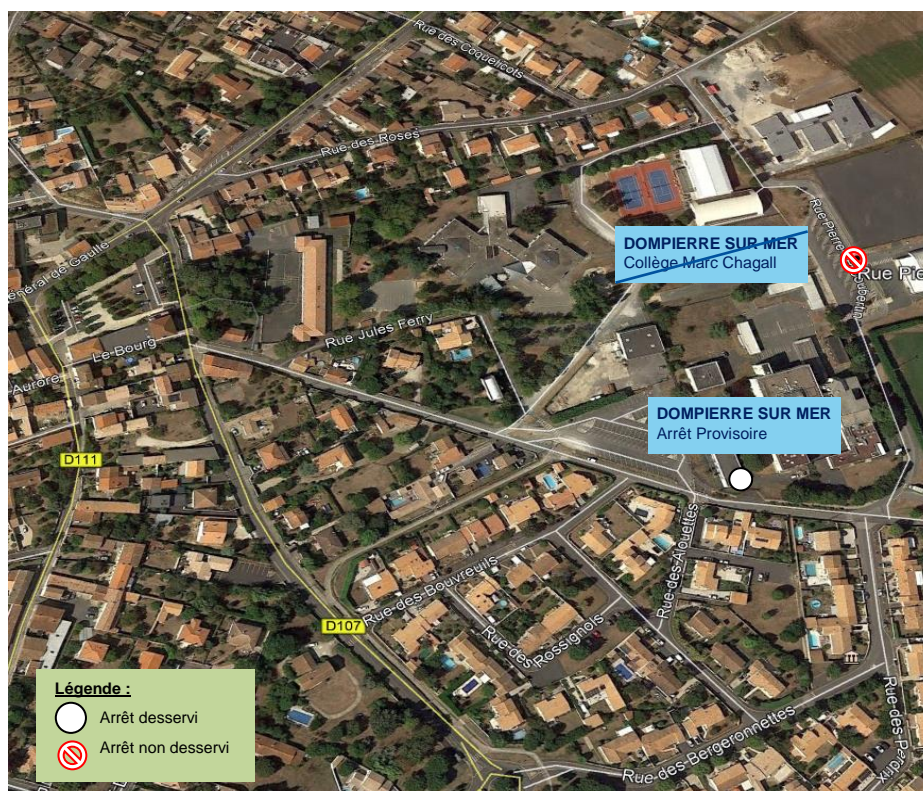 Rue des Coquelicots
Rue des Roses
DOMPIERRE SUR MER
Collège Marc Chagall
Rue Pierre Coubertin
Rue Pie
Général de Gaulle
Rue Jules Ferry
Le Bourg
Aurore
DOMPIERRE SUR MER
Arrêt Provisoire
D111
Rue des Alouettes
Rue des Bouvreuils
D107
Rue des Rossignols
Rue des Bergeronnettes
Rue des Perdrix
Légende :
Arrêt desservi
Arrêt non desservi